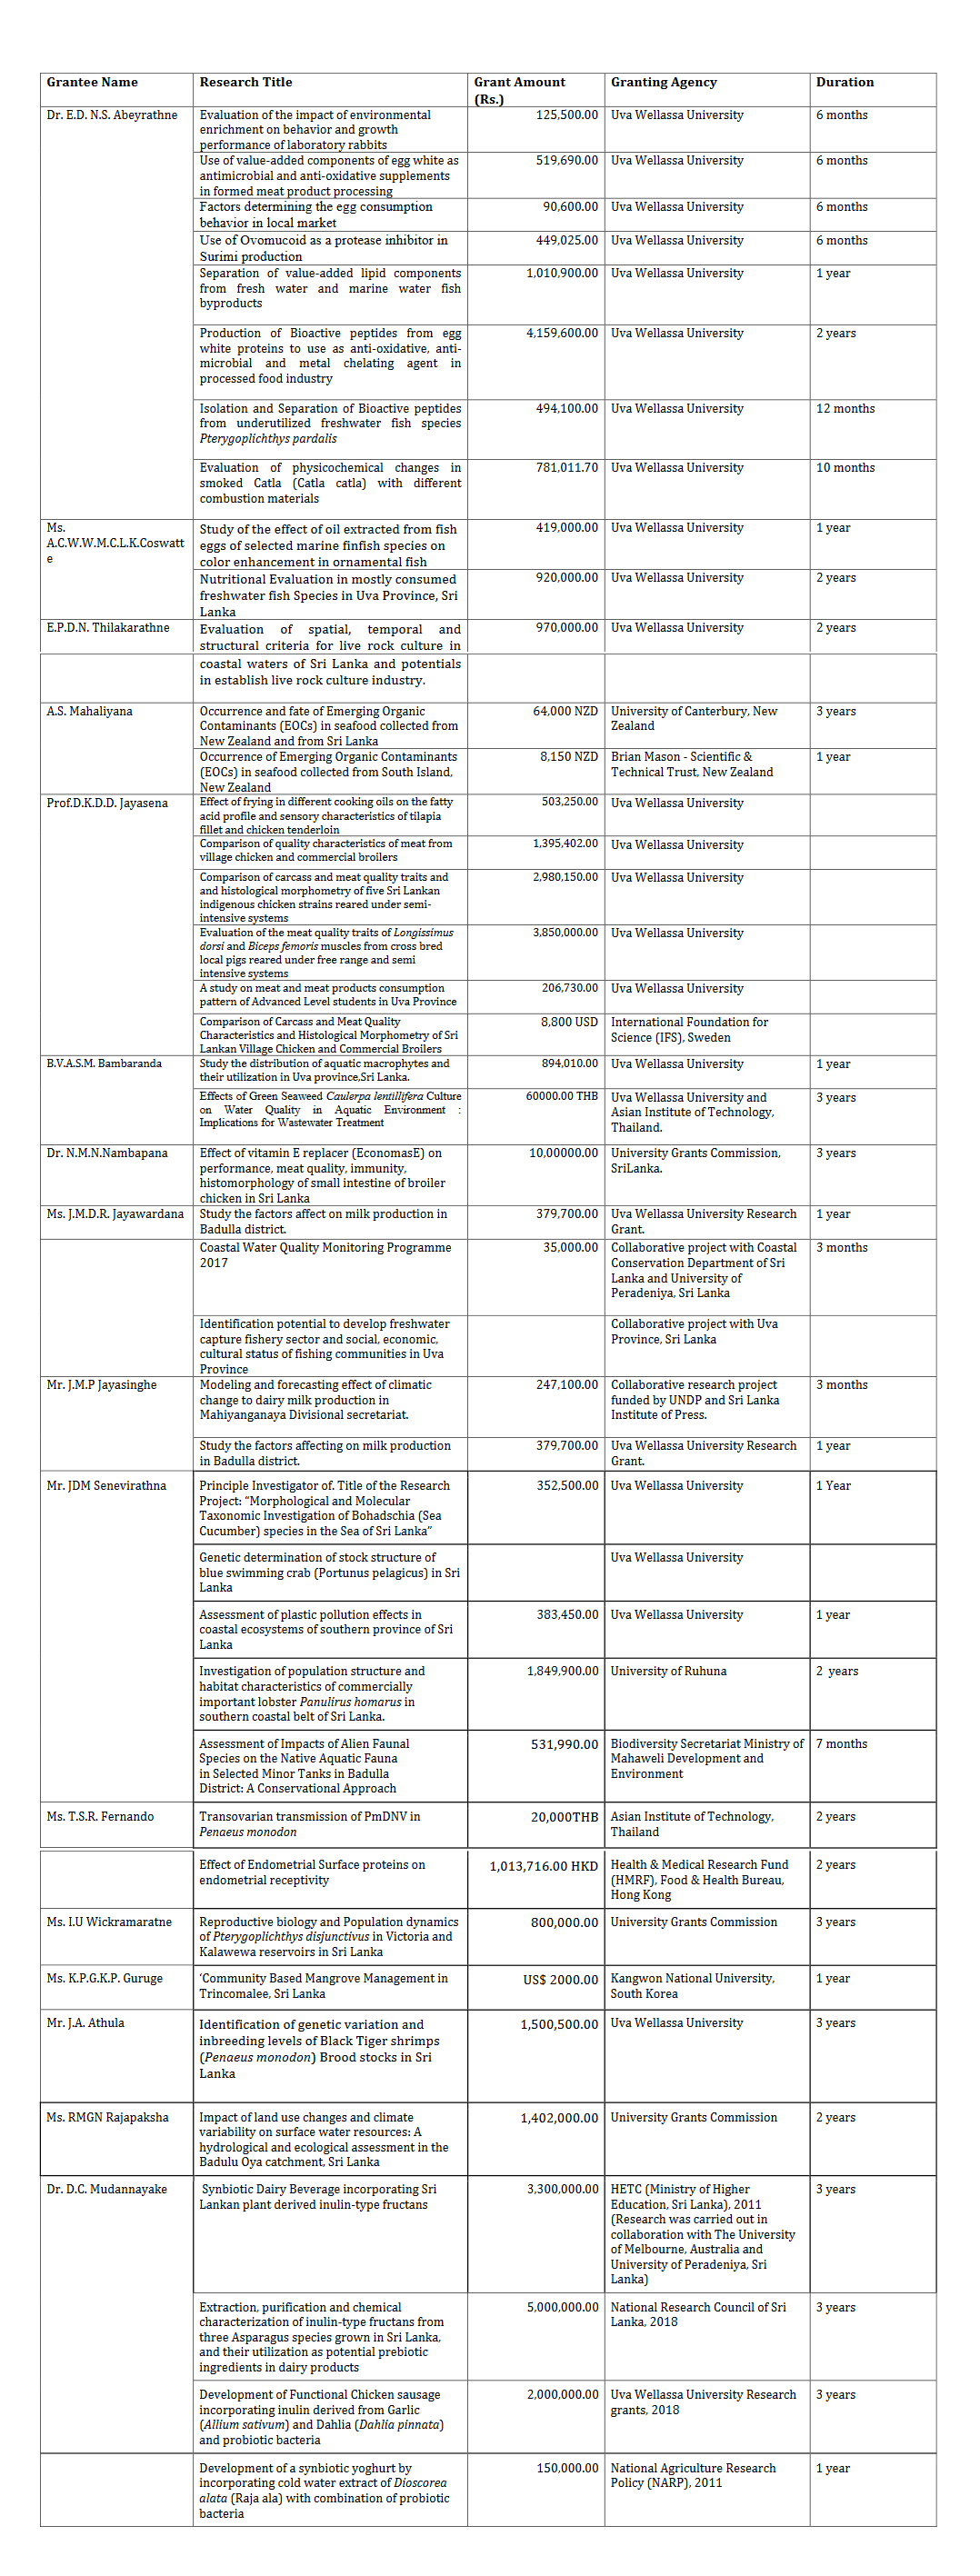 Grantee Name
Research Title
Grant Amount
(Rs.)
Granting Agency
Duration
Dr. E.D. N.S. Abeyrathne
Evaluation of the impact of environmental
enrichment on behavior and growth
performance of laboratory rabbits
125,500.00
Uva Wellassa University
6 months
Use of value-added components of egg white as
antimicrobial and anti-oxidative supplements
in formed meat product processing
519,690.00
Uva Wellassa University
6 months
Factors determining the egg consumption
behavior in local market
90,600.00
Uva Wellassa University
6 months
Use of Ovomucoid as a protease inhibitor in
Surimi production
449,025.00
Uva Wellassa University
6 months
Separation of value-added lipid components
from fresh water and marine water fish
byproducts
1,010,900.00
Uva Wellassa University
1 year
Production of Bioactive peptides from egg
white proteins to use as anti-oxidative, anti-
microbial and metal chelating agent in
processed food industry
4,159,600.00
Uva Wellassa University
2 years
Isolation and Separation of Bioactive peptides
from underutilized freshwater fish species
Pterygoplichthys pardalis
494,100.00
Uva Wellassa University
12 months
Evaluation of physicochemical changes in
smoked Catla (Catla catla) with different
combustion materials
781,011.70
Uva Wellassa University
10 months
Ms.
A.C.W.W.M.C.L.K.Coswatt
e
Study of the effect of oil extracted from fish
eggs of selected marine finfish species on
color enhancement in ornamental fish
419,000.00
Uva Wellassa University
1 year
Nutritional Evaluation in mostly consumed
freshwater fish Species in Uva Province, Sri
Lanka
920,000.00
Uva Wellassa University
2 years
E.P.D.N. Thilakarathne
Evaluation of spatial, temporal and
structural criteria for live rock culture in
970,000.00
Uva Wellassa University
2 years
coastal waters of Sri Lanka and potentials
in establish live rock culture industry.
A.S. Mahaliyana
Occurrence and fate of Emerging Organic
Contaminants (EOCs) in seafood collected from
New Zealand and from Sri Lanka
64,000 NZD
University of Canterbury, New
Zealand
3 years
Occurrence of Emerging Organic Contaminants
(EOCs) in seafood collected from South Island,
New Zealand
8,150 NZD
Brian Mason - Scientific &
Technical Trust, New Zealand
1 year
Prof.D.K.D.D. Jayasena
Effect of frying in different cooking oils on the fatty
acid profile and sensory characteristics of tilapia
fillet and chicken tenderloin
503,250.00
Uva Wellassa University
Comparison of quality characteristics of meat from
village chicken and commercial broilers
1,395,402.00
Uva Wellassa University
Comparison of carcass and meat quality traits and
and histological morphometry of five Sri Lankan
indigenous chicken strains reared under semi-
intensive systems
2,980,150.00
Uva Wellassa University
Evaluation of the meat quality traits of Longissimus
dorsi and Biceps femoris muscles from cross bred
local pigs reared under free range and semi
intensive systems
3,850,000.00
Uva Wellassa University
A study on meat and meat products consumption
pattern of Advanced Level students in Uva Province
206,730.00
Uva Wellassa University
Comparison of Carcass and Meat Quality
Characteristics and Histological Morphometry of Sri
Lankan Village Chicken and Commercial Broilers
8,800 USD
International Foundation for
Science (IFS), Sweden
B.V.A.S.M. Bambaranda
Study the distribution of aquatic macrophytes and
their utilization in Uva province,Sri Lanka.
894,010.00
Uva Wellassa University
1 year
Effects of Green Seaweed Caulerpa lentillifera Culture
on Water Quality in Aquatic Environment :
Implications for Wastewater Treatment
60000.00 THB
Uva Wellassa University and
Asian Institute of Technology,
Thailand.
3 years
Dr. N.M.N.Nambapana
Effect of vitamin E replacer (EconomasE) on
performance, meat quality, immunity,
histomorphology of small intestine of broiler
chicken in Sri Lanka
10,00000.00
University Grants Commission,
SriLanka.
3 years
Ms. J.M.D.R. Jayawardana
Study the factors affect on milk production in
Badulla district.
379,700.00
Uva Wellassa University Research
Grant.
1 year
Coastal Water Quality Monitoring Programme
2017
35,000.00
Collaborative project with Coastal
Conservation Department of Sri
Lanka and University of
Peradeniya, Sri Lanka
3 months
Identification potential to develop freshwater
capture fishery sector and social, economic,
cultural status of fishing communities in Uva
Province
Collaborative project with Uva
Province, Sri Lanka
Mr. J.M.P Jayasinghe
Modeling and forecasting effect of climatic
change to dairy milk production in
Mahiyanganaya Divisional secretariat.
247,100.00
Collaborative research project
funded by UNDP and Sri Lanka
Institute of Press.
3 months
Study the factors affecting on milk production
in Badulla district.
379,700.00
Uva Wellassa University Research
Grant.
1 year
Mr. JDM Senevirathna
Principle Investigator of. Title of the Research
Project: “Morphological and Molecular
Taxonomic Investigation of Bohadschia (Sea
Cucumber) species in the Sea of Sri Lanka”
352,500.00
Uva Wellassa University
1 Year
Genetic determination of stock structure of
blue swimming crab (Portunus pelagicus) in Sri
Lanka
Uva Wellassa University
Assessment of plastic pollution effects in
coastal ecosystems of southern province of Sri
Lanka
383,450.00
Uva Wellassa University
1 year
Investigation of population structure and
habitat characteristics of commercially
important lobster Panulirus homarus in
southern coastal belt of Sri Lanka.
1,849,900.00
University of Ruhuna
2 years
Assessment of Impacts of Alien Faunal
Species on the Native Aquatic Fauna
in Selected Minor Tanks in Badulla
District: A Conservational Approach
531,990.00
Biodiversity Secretariat Ministry of
Mahaweli Development and
Environment
7 months
Ms. T.S.R. Fernando
Transovarian transmission of PmDNV in
Penaeus monodon
20,000THB
Asian Institute of Technology,
Thailand
2 years
Effect of Endometrial Surface proteins on
endometrial receptivity
1,013,716.00 HKD
Health & Medical Research Fund
(HMRF), Food & Health Bureau,
Hong Kong
2 years
Ms. I.U Wickramaratne
Reproductive biology and Population dynamics
of Pterygoplichthys disjunctivus in Victoria and
Kalawewa reservoirs in Sri Lanka
800,000.00
University Grants Commission
3 years
Ms. K.P.G.K.P. Guruge
‘Community Based Mangrove Management in
Trincomalee, Sri Lanka
US$ 2000.00
Kangwon National University,
South Korea
1 year
Mr. J.A. Athula
Identification of genetic variation and
inbreeding levels of Black Tiger shrimps
(Penaeus monodon) Brood stocks in Sri
Lanka
1,500,500.00
Uva Wellassa University
3 years
Ms. RMGN Rajapaksha
Impact of land use changes and climate
variability on surface water resources: A
hydrological and ecological assessment in the
Badulu Oya catchment, Sri Lanka
1,402,000.00
University Grants Commission
2 years
Dr. D.C. Mudannayake
Synbiotic Dairy Beverage incorporating Sri
Lankan plant derived inulin-type fructans
3,300,000.00
HETC (Ministry of Higher
Education, Sri Lanka), 2011
(Research was carried out in
collaboration with The University
of Melbourne, Australia and
University of Peradeniya, Sri
Lanka)
3 years
Extraction, purification and chemical
characterization of inulin-type fructans from
three Asparagus species grown in Sri Lanka,
and their utilization as potential prebiotic
ingredients in dairy products
5,000,000.00
National Research Council of Sri
Lanka, 2018
3 years
Development of Functional Chicken sausage
incorporating inulin derived from Garlic
(Allium sativum) and Dahlia (Dahlia pinnata)
and probiotic bacteria
2,000,000.00
Uva Wellassa University Research
grants, 2018
3 years
Development of a synbiotic yoghurt by
incorporating cold water extract of Dioscorea
alata (Raja ala) with combination of probiotic
bacteria
150,000.00
National Agriculture Research
Policy (NARP), 2011
1 year